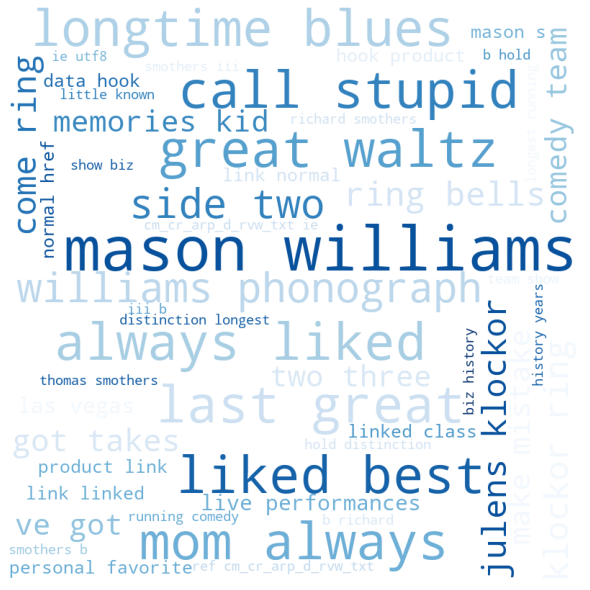 longtime blues
mason s
ie utf8
hook product
b hold
smothers iii
data hook
call stupid
little known
memories kid
richard smothers
come ring
comedy team
longest running
great waltz
normal href
show biz
link normal
side two
ring bells
cm_cr_arp_d_rvw_txt ie
mason williams
williams phonograph
team show
iii b
distinction longest
always liked
history years
biz history
julens klockor
make mistake
klockor ring
thomas smothers
two three
las vegas
last great
got takes
linked class
hold distinction
product link
liked best
link linked
live performances
ve got
running comedy
b richard
mom always
smothers b
personal favorite
ref cm_cr_arp_d_rvw_txt